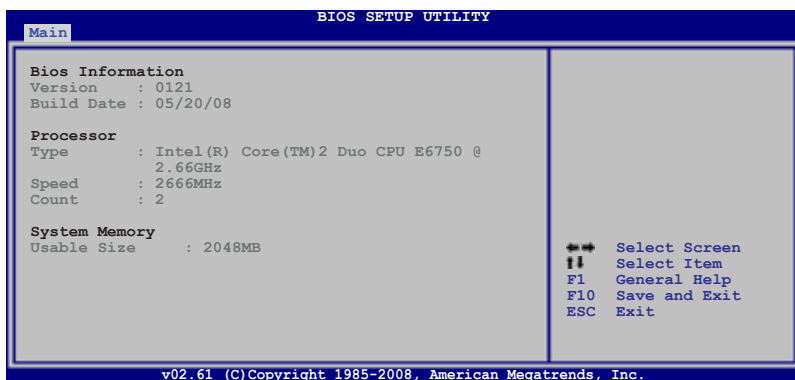 BIOS SETUP UTILITY
Main
Bios Information
Version : 0121
Build Date : 05/20/08
Processor
Type : Intel(R) Core(TM)2 Duo CPU E6750 @
2.66GHz
Speed : 2666MHz
Count : 2
System Memory
Usable Size : 2048MB
←→ Select Screen
↑↓ Select Item
F1 General Help
F10 Save and Exit
ESC Exit
v02.61 (C)Copyright 1985-2008, American Megatrends, Inc.